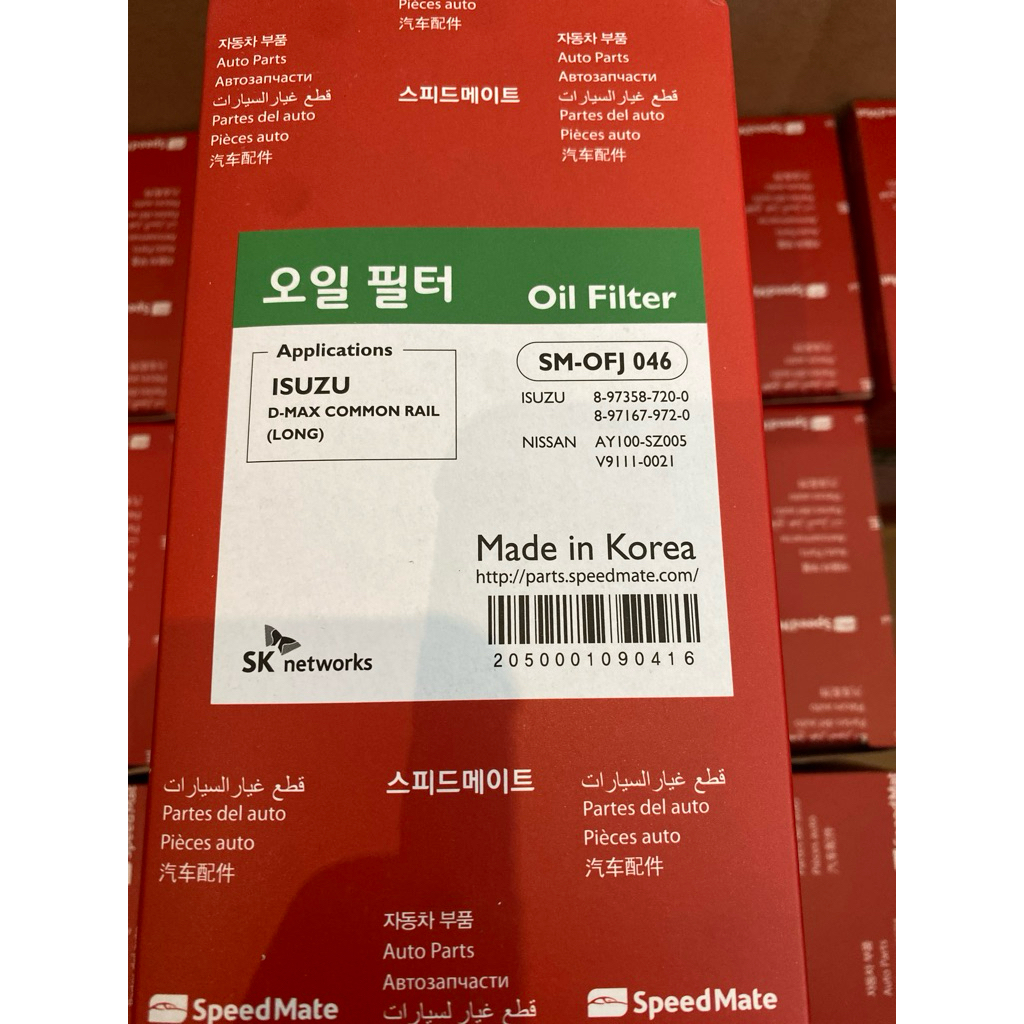 Pièces auto
汽车配件
자동차 부품
Auto Parts
Автозапчасти
قطع غيار السيارات
Partes del auto
Pièces auto
汽车配件
스피드메이트
자동차 부품
Auto Parts
Автозапчасти
قطع غيار السيارات
Partes del auto
Pièces auto
汽车配件
오일 필터
Oil Filter
Applications
ISUZU
D-MAX COMMON RAIL
(LONG)
SM-OFJ 046
ISUZU 8-97358-720-0
8-97167-972-0
NISSAN AY100-SZ005
V9111-0021
Made in Korea
http://parts.speedmate.com/
2050001090416
SK networks
قطع غيار السيارات
Partes del auto
Pièces auto
汽车配件
스피드메이트
قطع غيار السيارات
Partes del auto
Pièces auto
汽车配件
자동차 부품
Auto Parts
Автозапчасти
قطع غيار لسيارات
SpeedMate
SpeedMate